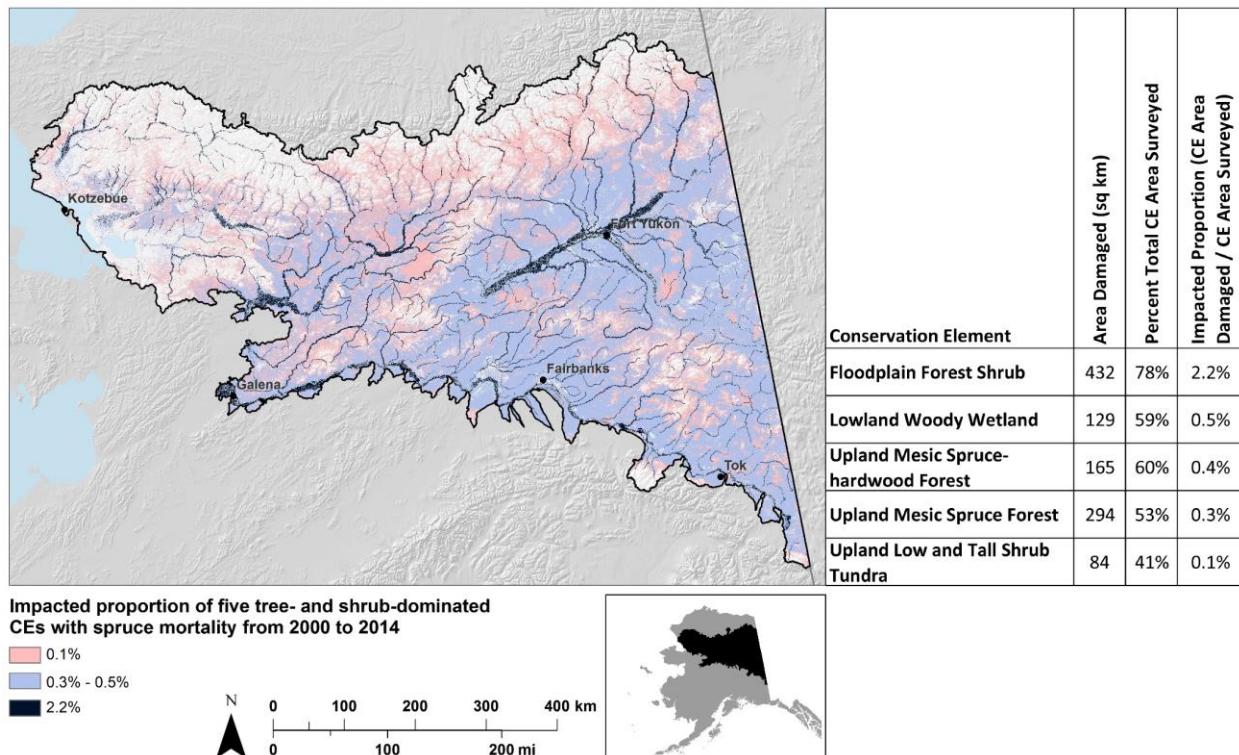 Kotzebue
Fort Yukon
Galena
Fairbanks
Tok
Conservation Element
Area Damaged (sq km)
Percent Total CE Area Surveyed
Impacted Proportion (CE Area
Damaged / CE Area Surveyed)
Floodplain Forest Shrub 432 78% 2.2%
Lowland Woody Wetland 129 59% 0.5%
Upland Mesic Spruce-
hardwood Forest 165 60% 0.4%
Upland Mesic Spruce Forest 294 53% 0.3%
Upland Low and Tall Shrub
Tundra 84 41% 0.1%
Impacted proportion of five tree- and shrub-dominated
CEs with spruce mortality from 2000 to 2014
0.1%
0.3% - 0.5%
2.2%
N
0 100 200 300 400 km
0 100 200 mi